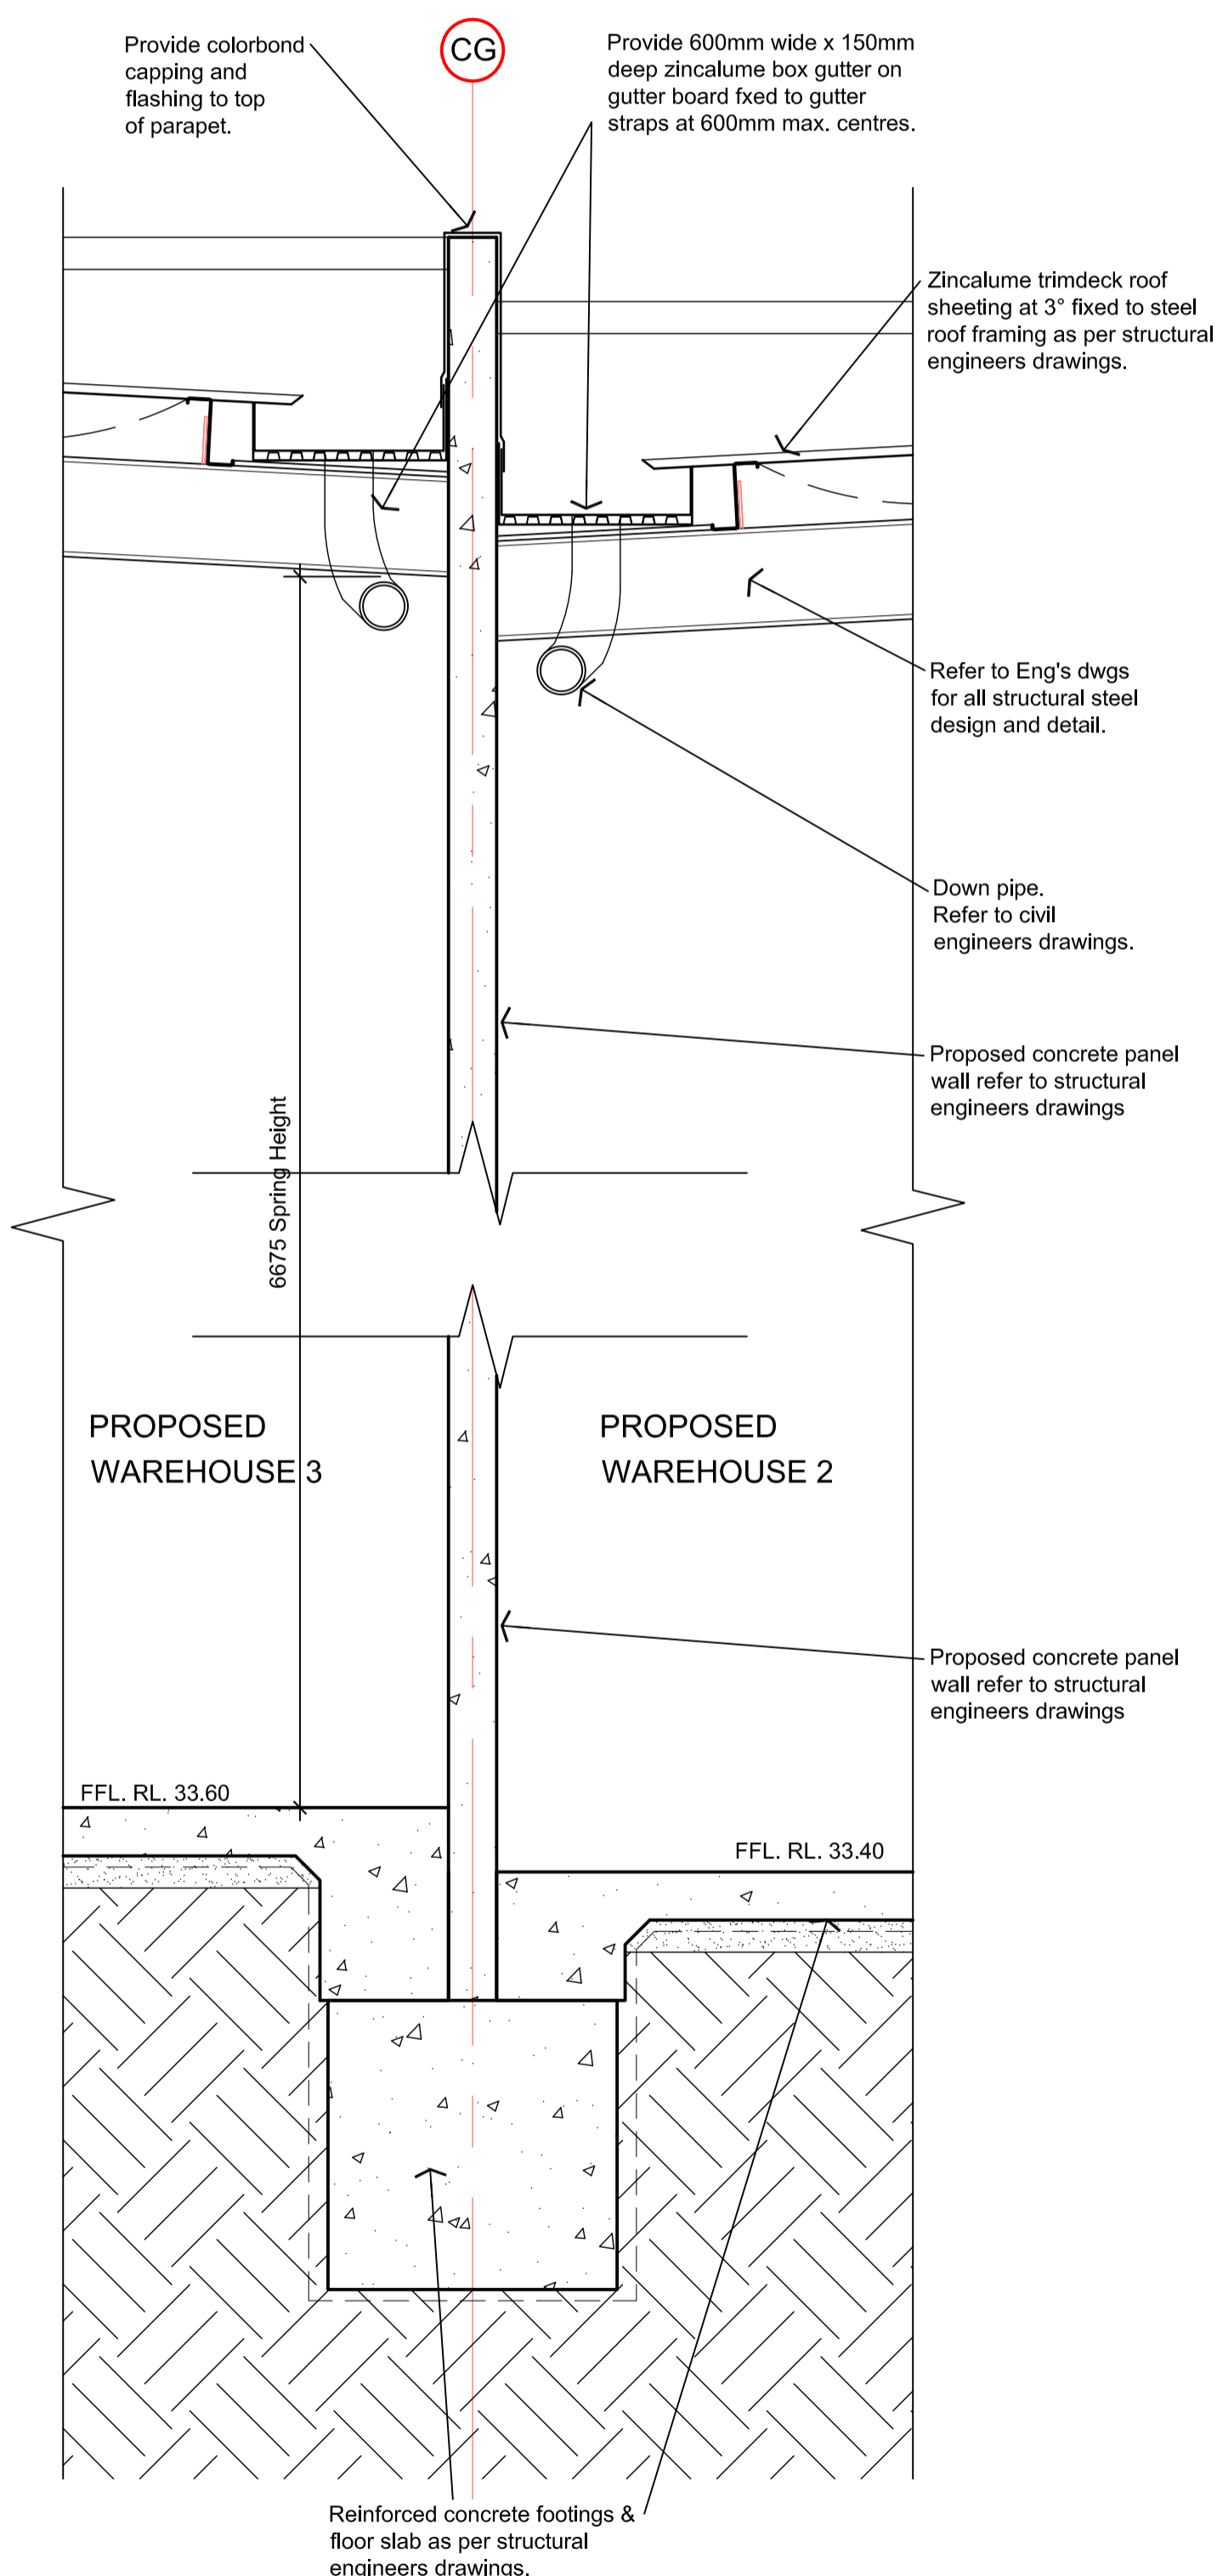 Provide colorbond
capping and
flashing to top
of parapet.
CG
Provide 600mm wide x 150mm
deep zincalume box gutter on
gutter board fxed to gutter
straps at 600mm max. centres.
Zincalume trimdeck roof
sheeting at 3° fixed to steel
roof framing as per structural
engineers drawings.
Refer to Eng's dwgs
for all structural steel
design and detail.
Down pipe.
Refer to civil
engineers drawings.
Proposed concrete panel
wall refer to structural
engineers drawings
6675 Spring Height
PROPOSED
WAREHOUSE 3
PROPOSED
WAREHOUSE 2
Proposed concrete panel
wall refer to structural
engineers drawings
FFL. RL. 33.60
FFL. RL. 33.40
Reinforced concrete footings &
floor slab as per structural
engineers drawings.